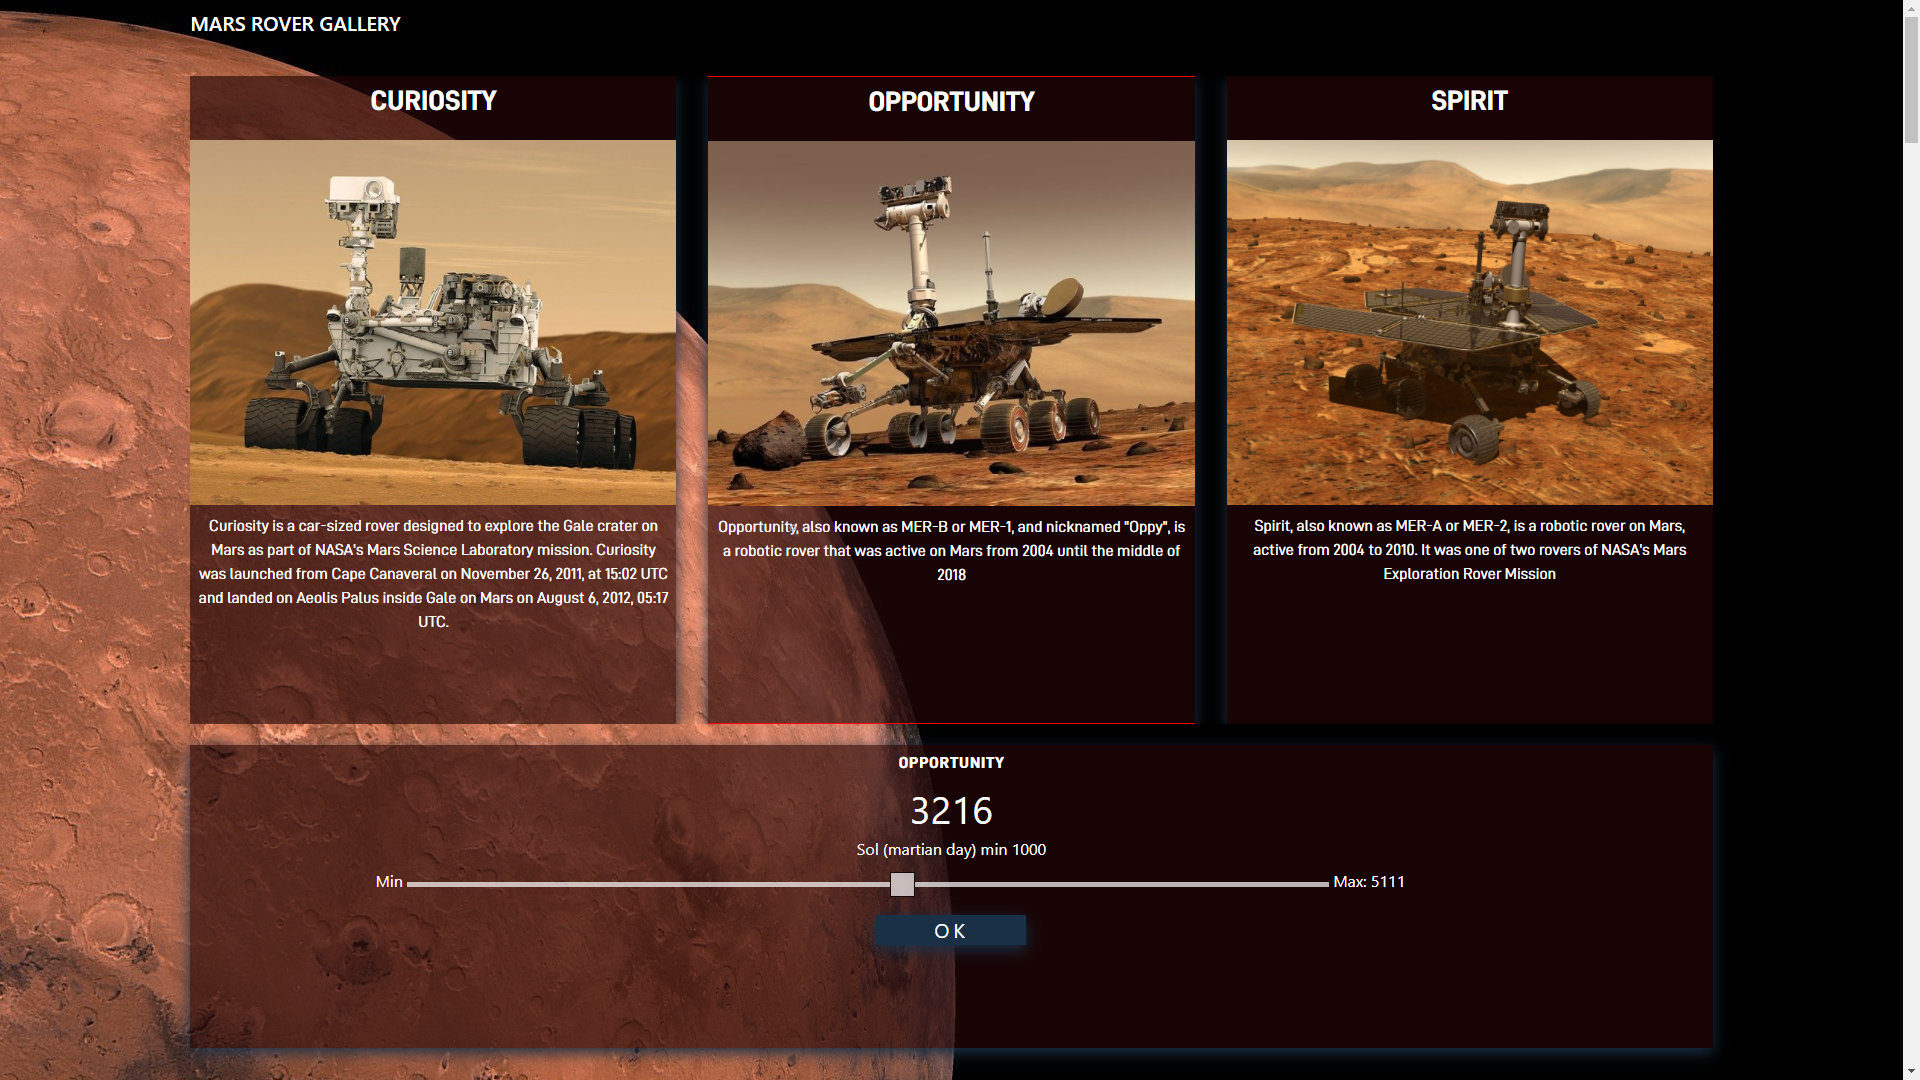 MARS ROVER GALLERY
CURIOSITY
Curiosity is a car-sized rover designed to explore the Gale crater on
Mars as part of NASA's Mars Science Laboratory mission. Curiosity
was launched from Cape Canaveral on November 26, 2011, at 15:02 UTC
and landed on Aeolis Palus inside Gale on Mars on August 6, 2012, 05:17
UTC.
OPPORTUNITY
Opportunity, also known as MER-B or MER-1, and nicknamed "Oppy", is
a robotic rover that was active on Mars from 2004 until the middle of
2018
SPIRIT
Spirit, also known as MER-A or MER-2, is a robotic rover on Mars,
active from 2004 to 2010. It was one of two rovers of NASA's Mars
Exploration Rover Mission
OPPORTUNITY
3216
Sol (martian day) min 1000
Min
Max: 5111
OK